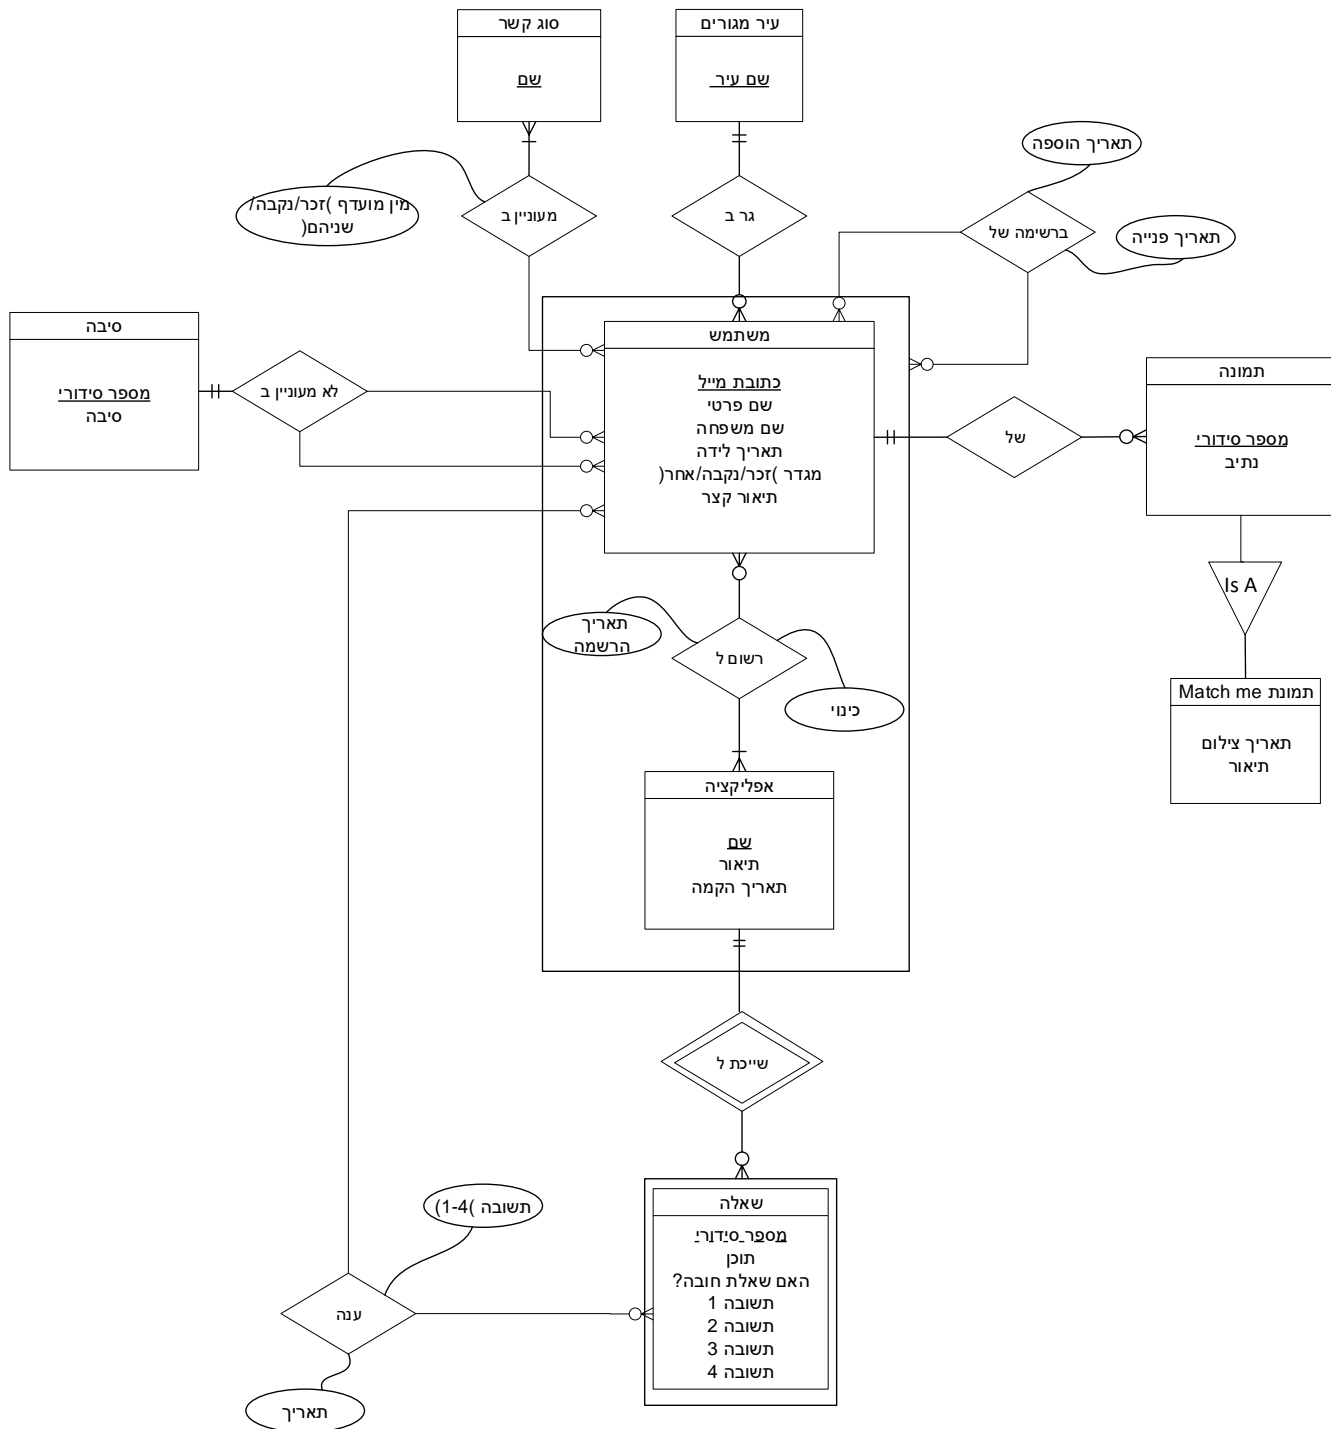 סוג קשר
שם
עיר מגורים
שם עיר
תאריך הוספה
מין מועדף )זכר/נקבה/
שניהם(
מעוניין ב
גר ב
ברשימה של
תאריך פנייה
סיבה
מספר סידורי
סיבה
לא מעוניין ב
משתמש
כתובת מייל
שם פרטי
שם משפחה
תאריך לידה
מגדר )זכר/נקבה/אחר(
תיאור קצר
של
תמונה
מספר סידורי
נתיב
Is A
תאריך
הרשמה
רשום ל
כינוי
תמונת Match me
תאריך צילום
תיאור
אפליקציה
שם
תיאור
תאריך הקמה
שייכת ל
תשובה )1-4)
שאלה
מספר סידורי
תוכן
האם שאלת חובה?
תשובה 1
תשובה 2
תשובה 3
תשובה 4
ענה
תאריך